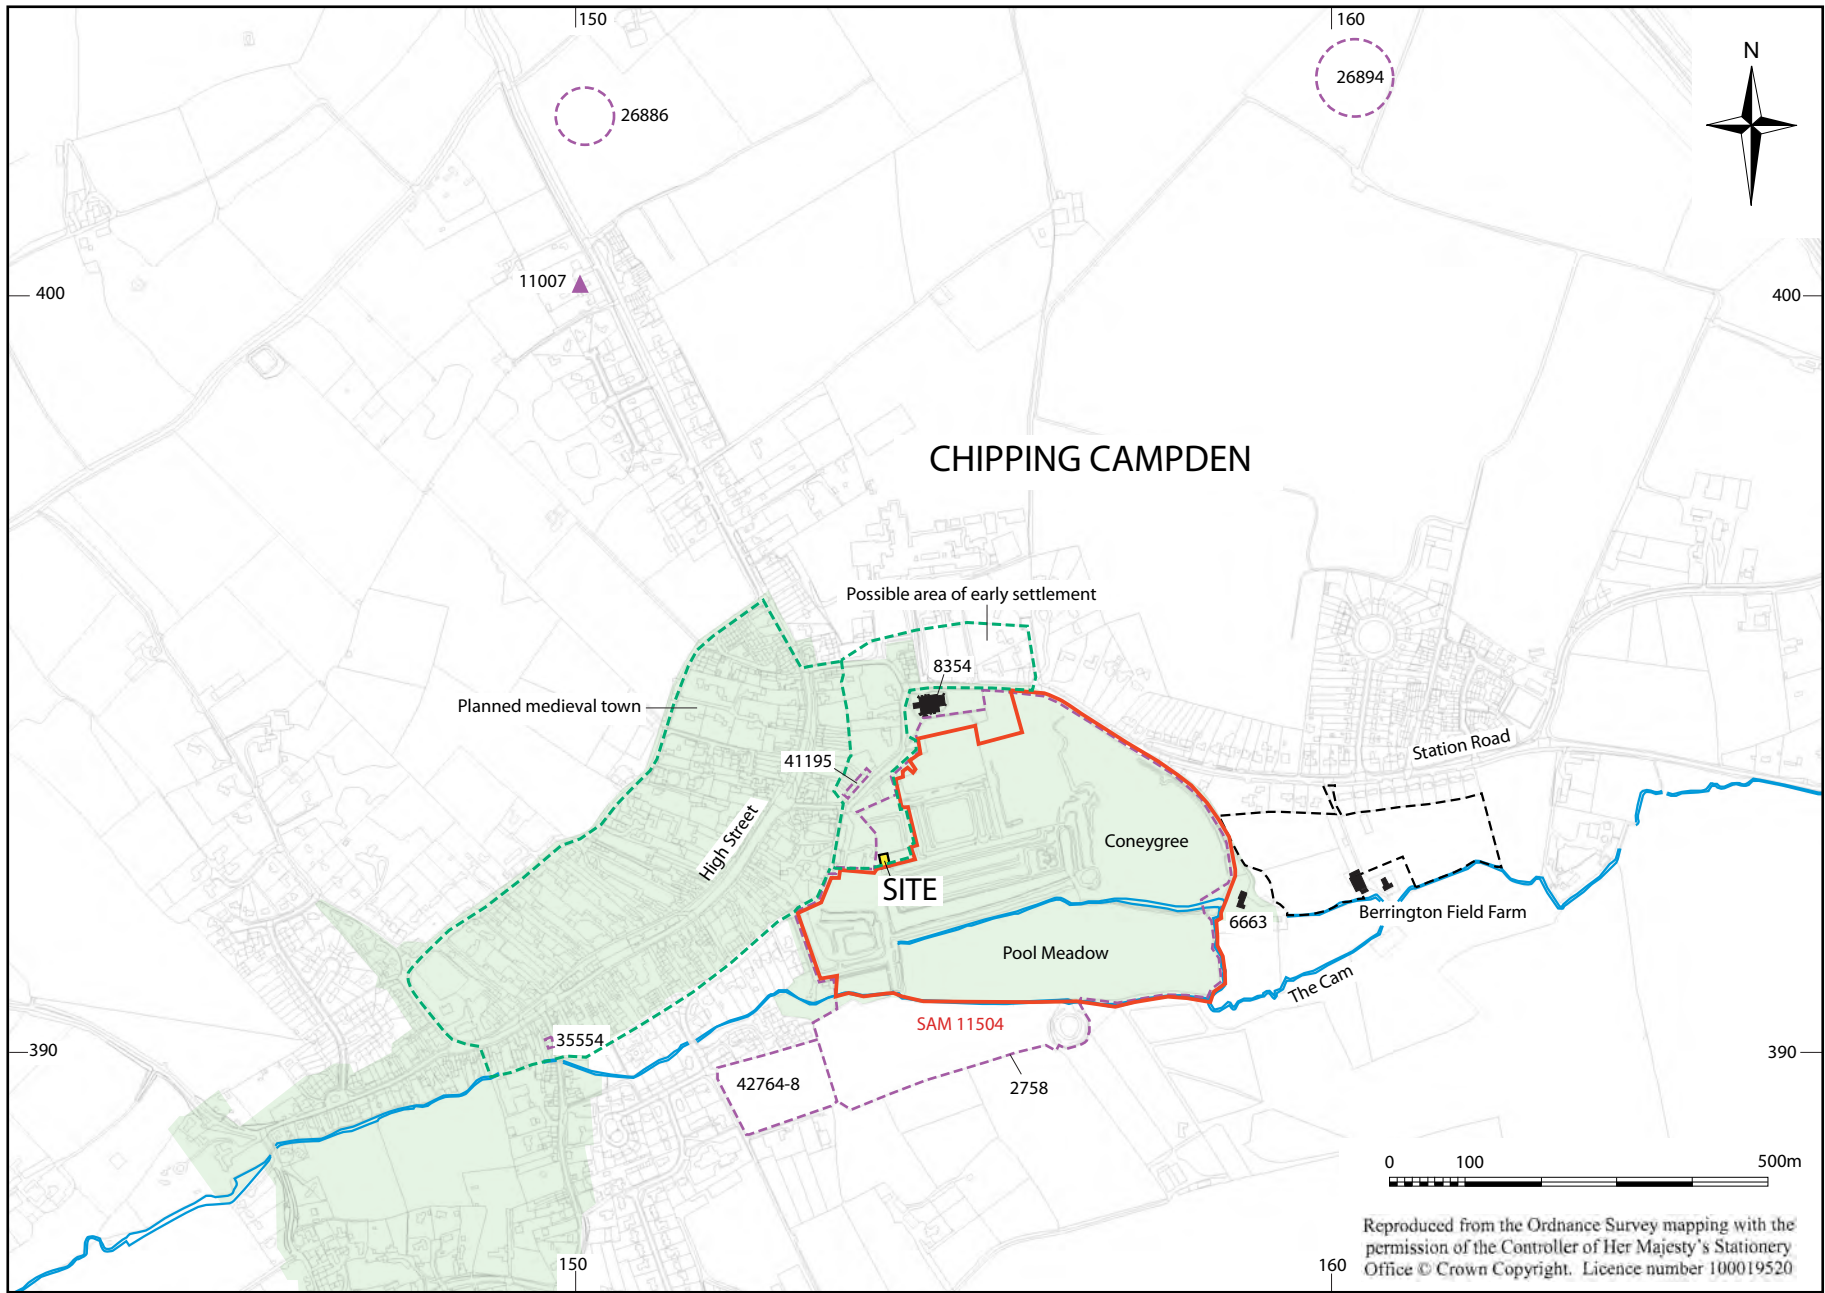 150
160
N
26894
26886
11007
400
400
CHIPPING CAMPDEN
Possible area of early settlement
8354
Planned medieval town
Station Road
41195
High Street
Coneygree
SITE
6663
Berrington Field Farm
Pool Meadow
The Cam
SAM 11504
35554
390
390
42764-8
2758
0 100 500m
150
160
Reproduced from the Ordnance Survey mapping with the
permission of the Controller of Her Majesty's Stationery
Office © Crown Copyright. Licence number 100019520